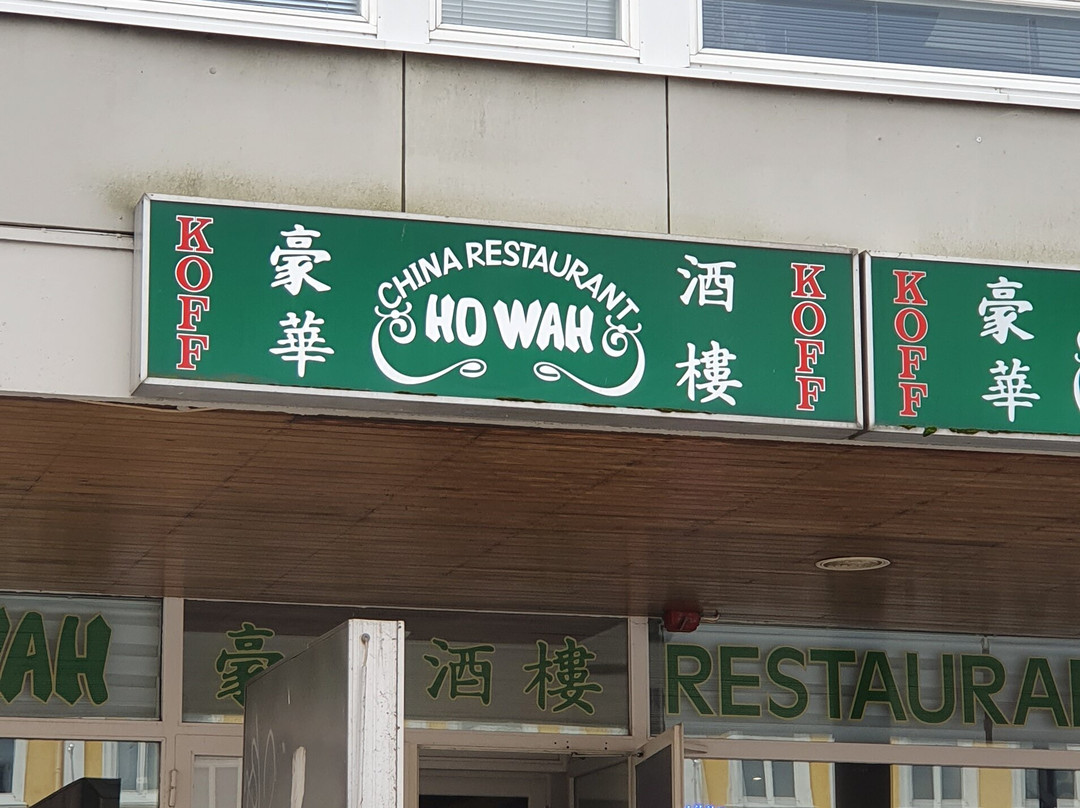 KOFF
豪華
CHINA RESTAURANT
HO WAH
酒樓
KOFF
KOFF
豪華
WAH
豪
酒樓
RESTAURA